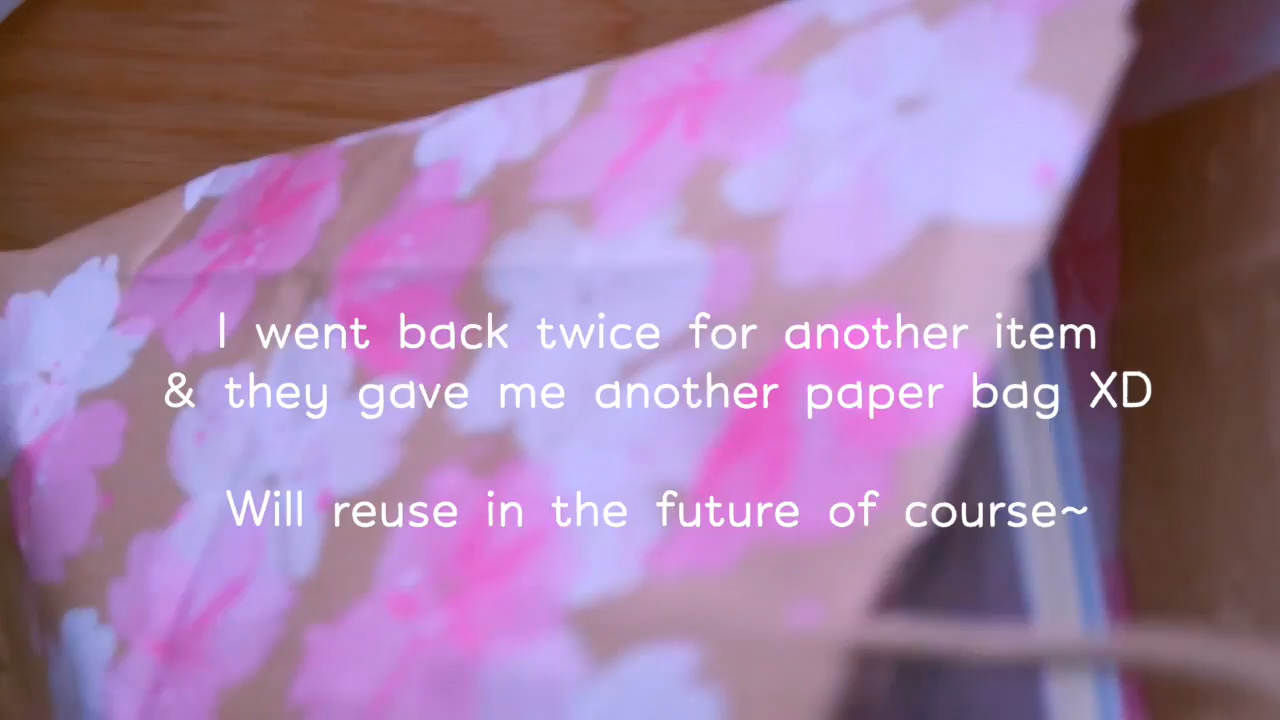 I went back twice for another item
& they gave me another paper bag XD
Will reuse in the future of course~